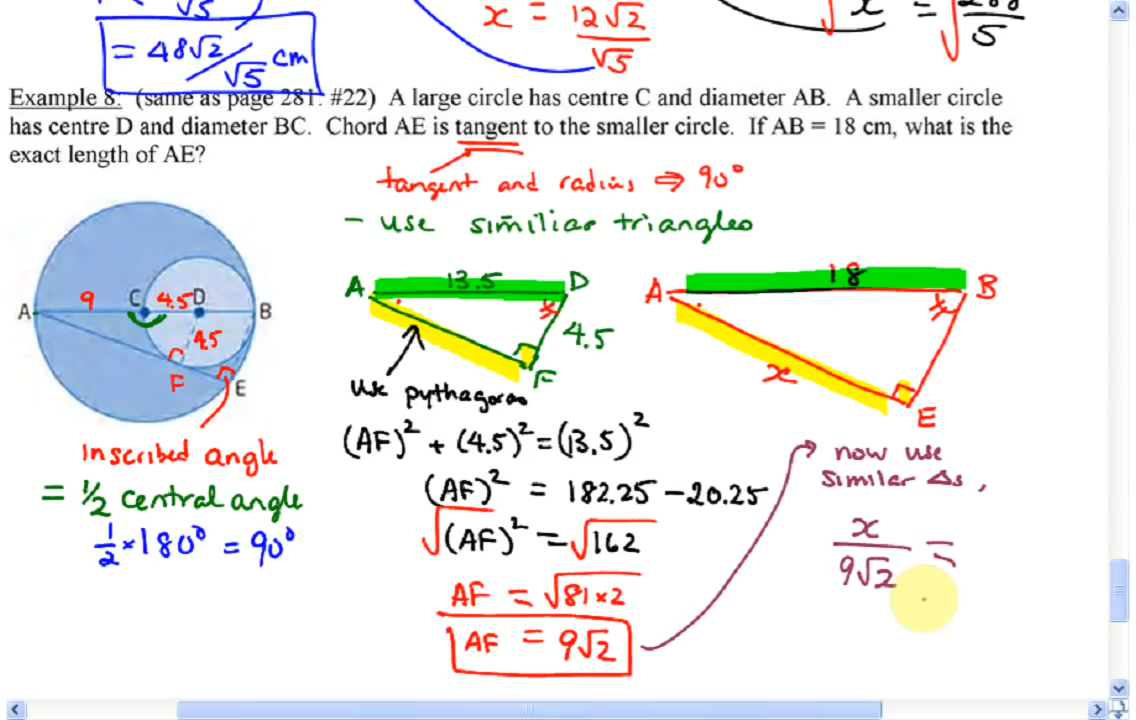 √5
= 48√2/√5 cm
x = 12√2/√5
√x = √288/5
Example 8: (same as page 281: #22) A large circle has centre C and diameter AB. A smaller circle
has centre D and diameter BC. Chord AE is tangent to the smaller circle. If AB = 18 cm, what is the
exact length of AE?
tangent and radius ⇒ 90°
- use similiar triangles
A 9 C 4.5 D B
4.5
F E
Inscribed angle
= 1/2 central angle
1/2 × 180° = 90°
A 13.5 D
4.5
F
Use pythagoras
(AF)² + (4.5)² = (13.5)²
(AF)² = 182.25 - 20.25
√(AF)² = √162
AF = √81×2
AF = 9√2
A 18 B
x
E
now use
similar Δs,
x/9√2 =